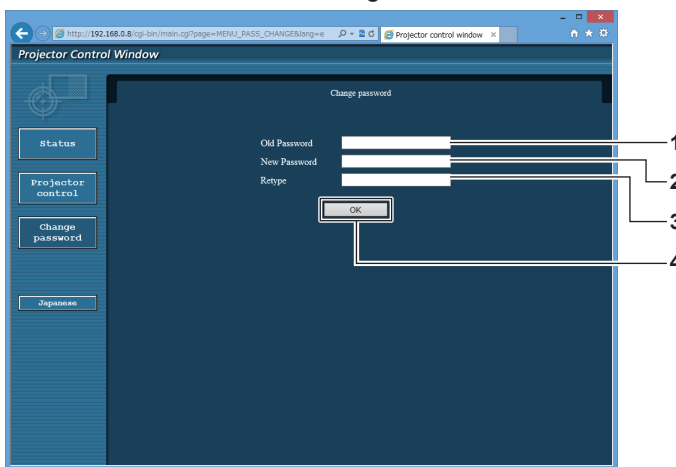 http://192.168.0.8/cgi-bin/main.cgi?page=MENU_PASS_CHANGE&lang=e
Projector control window
Projector Control Window
Change password
Status
Projector
control
Change
password
Japanese
Old Password
New Password
Retype
OK
1
2
3
4